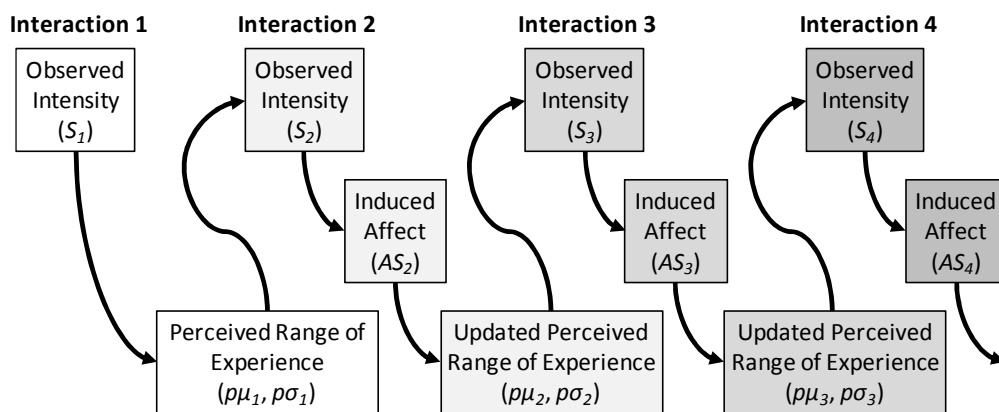 Interaction 1
Interaction 2
Interaction 3
Interaction 4
Observed
Intensity
(S₁)
Observed
Intensity
(S₂)
Observed
Intensity
(S₃)
Observed
Intensity
(S₄)
Induced
Affect
(AS₂)
Induced
Affect
(AS₃)
Induced
Affect
(AS₄)
Perceived Range of
Experience
(pμ₁, pσ₁)
Updated Perceived
Range of Experience
(pμ₂, pσ₂)
Updated Perceived
Range of Experience
(pμ₃, pσ₃)